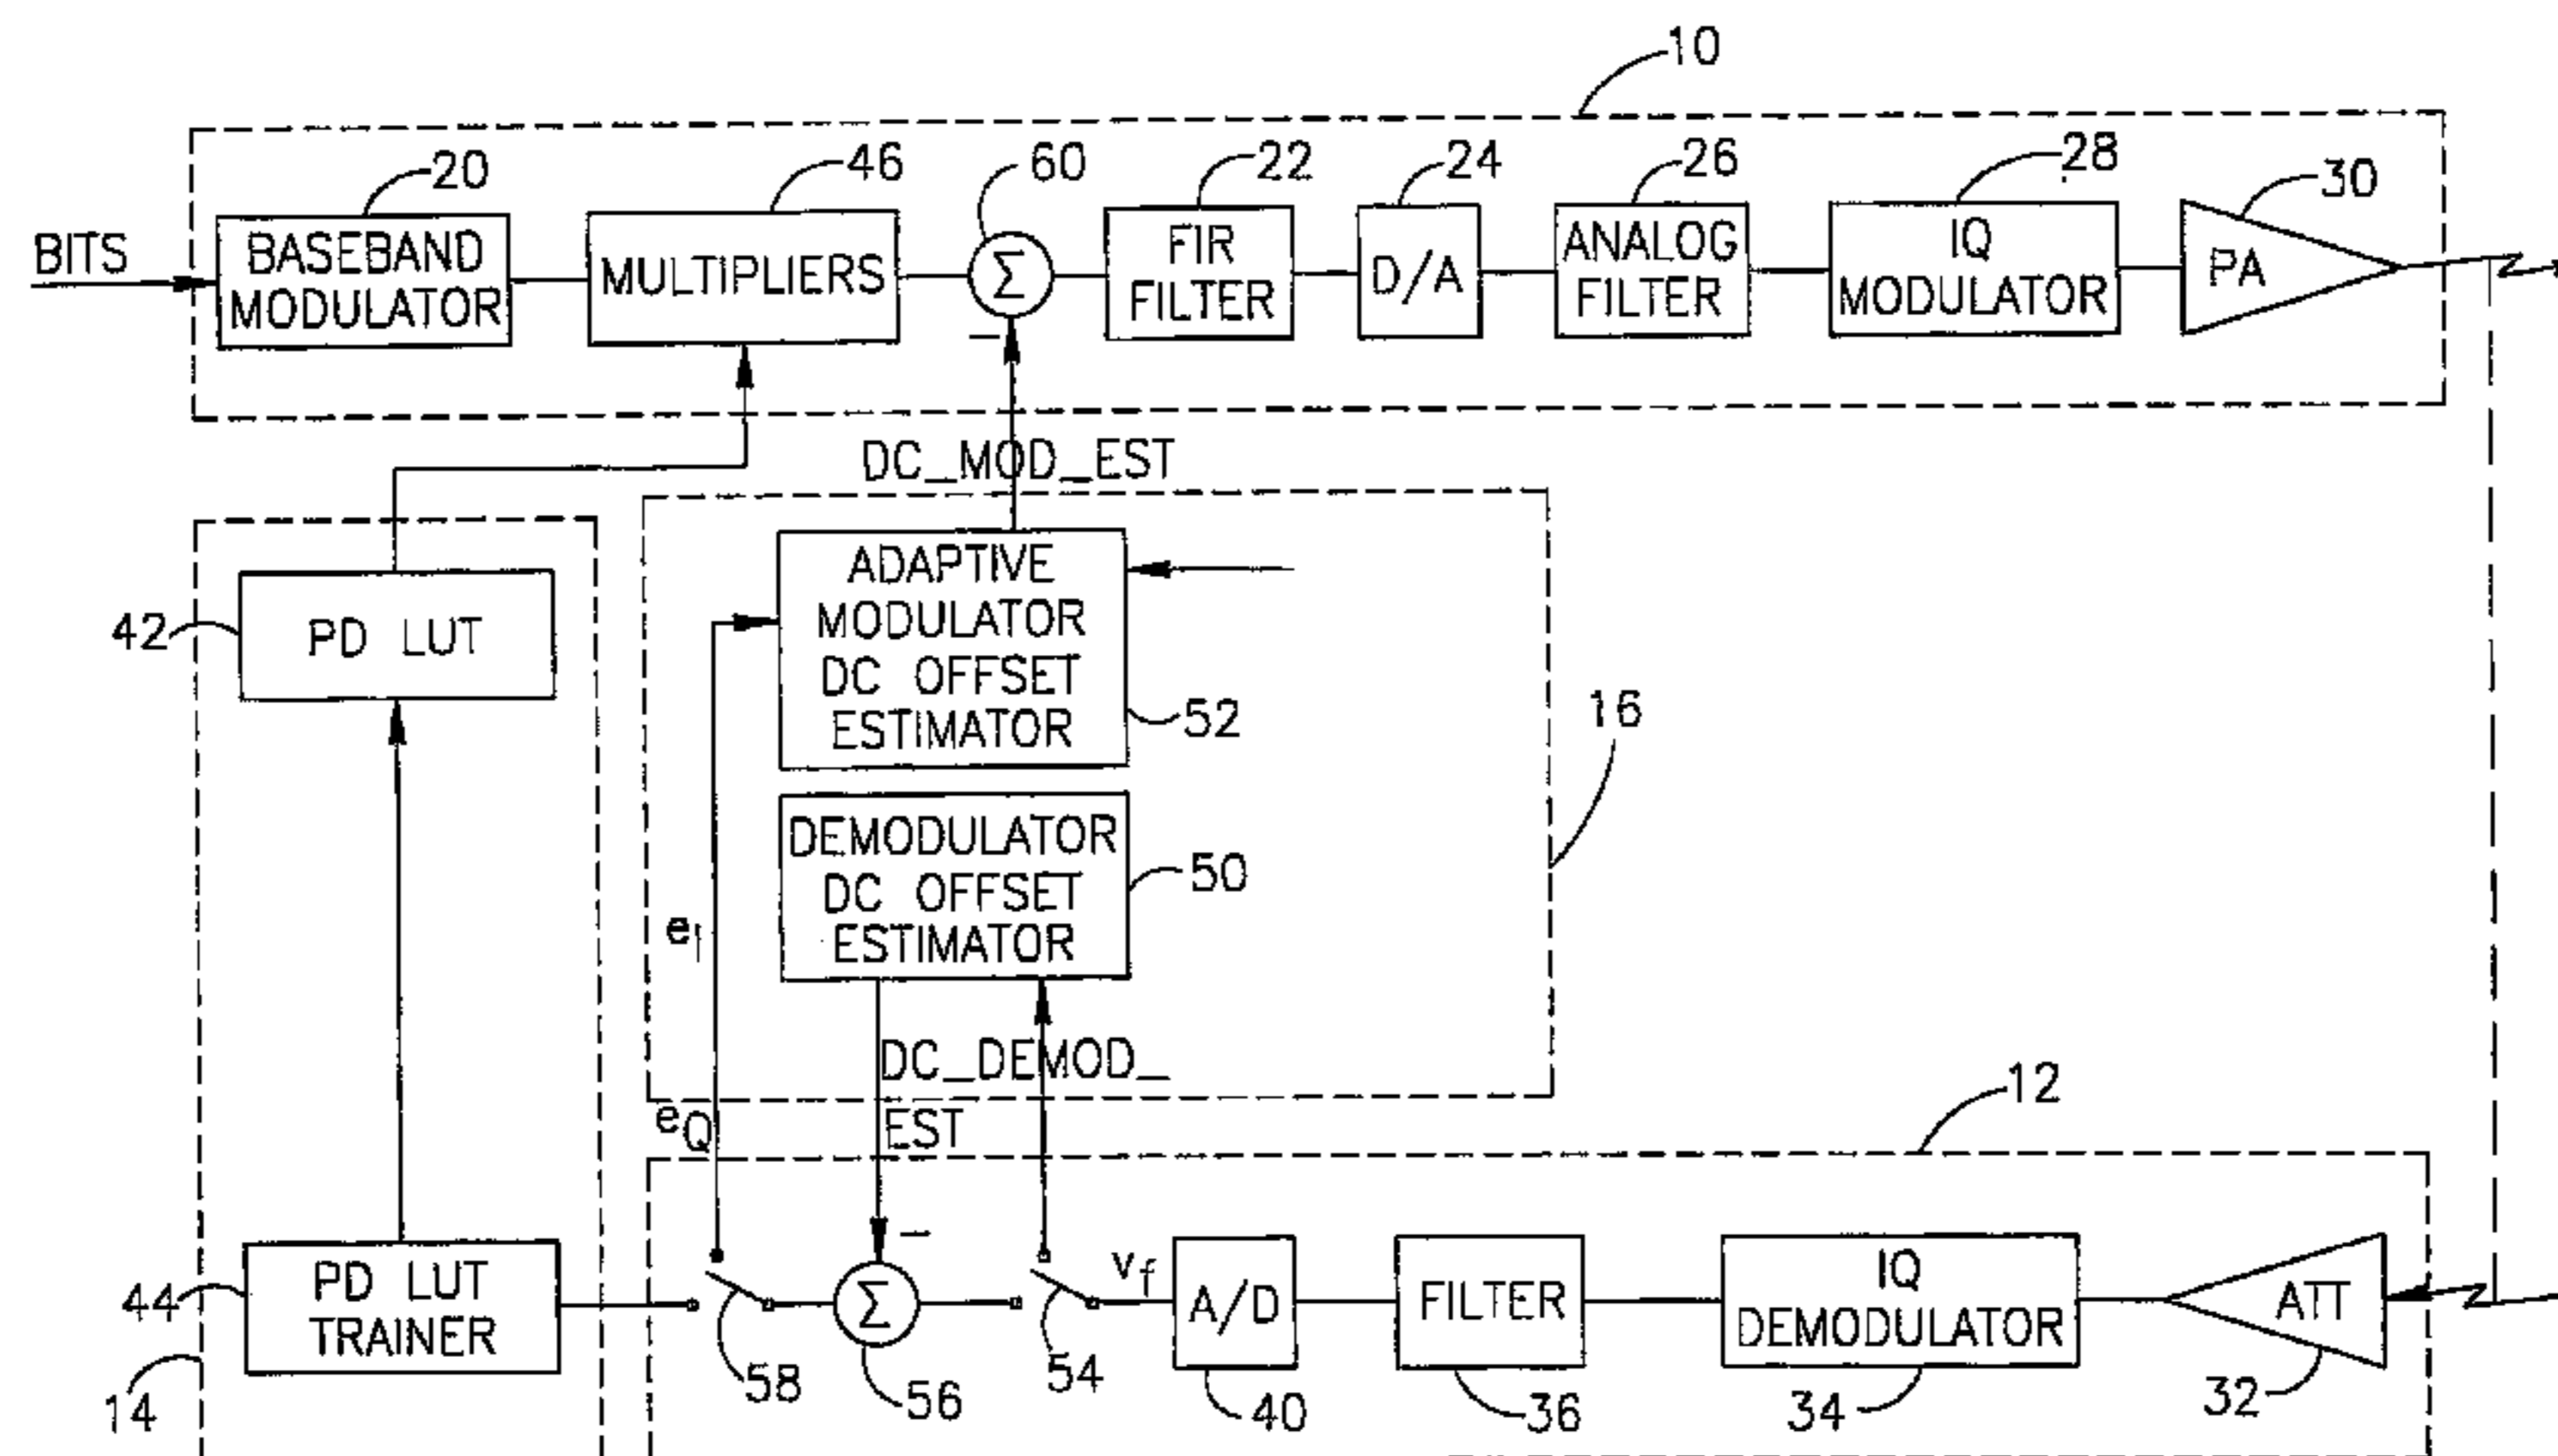 10
20
46
60
22
24
26
28
30
BITS
BASEBAND
MODULATOR
MULTIPLIERS
Σ
FIR
FILTER
D/A
ANALOG
FILTER
IQ
MODULATOR
PA
–
DC_MOD_EST
42
PD LUT
ADAPTIVE
MODULATOR
DC OFFSET
ESTIMATOR
52
16
DEMODULATOR
DC OFFSET
ESTIMATOR
50
eI
DC_DEMOD_
EST
eQ
12
–
44
PD LUT
TRAINER
Σ
vf
A/D
FILTER
IQ
DEMODULATOR
ATT
14
58
56
54
40
36
34
32